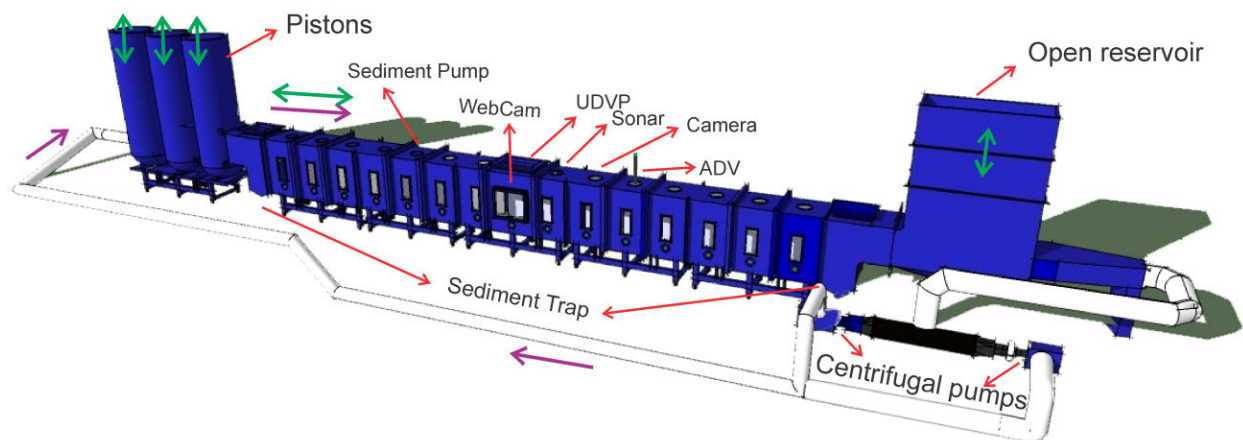 Pistons
Open reservoir
Sediment Pump
WebCam
UDVP
Sonar
Camera
ADV
Sediment Trap
Centrifugal pumps